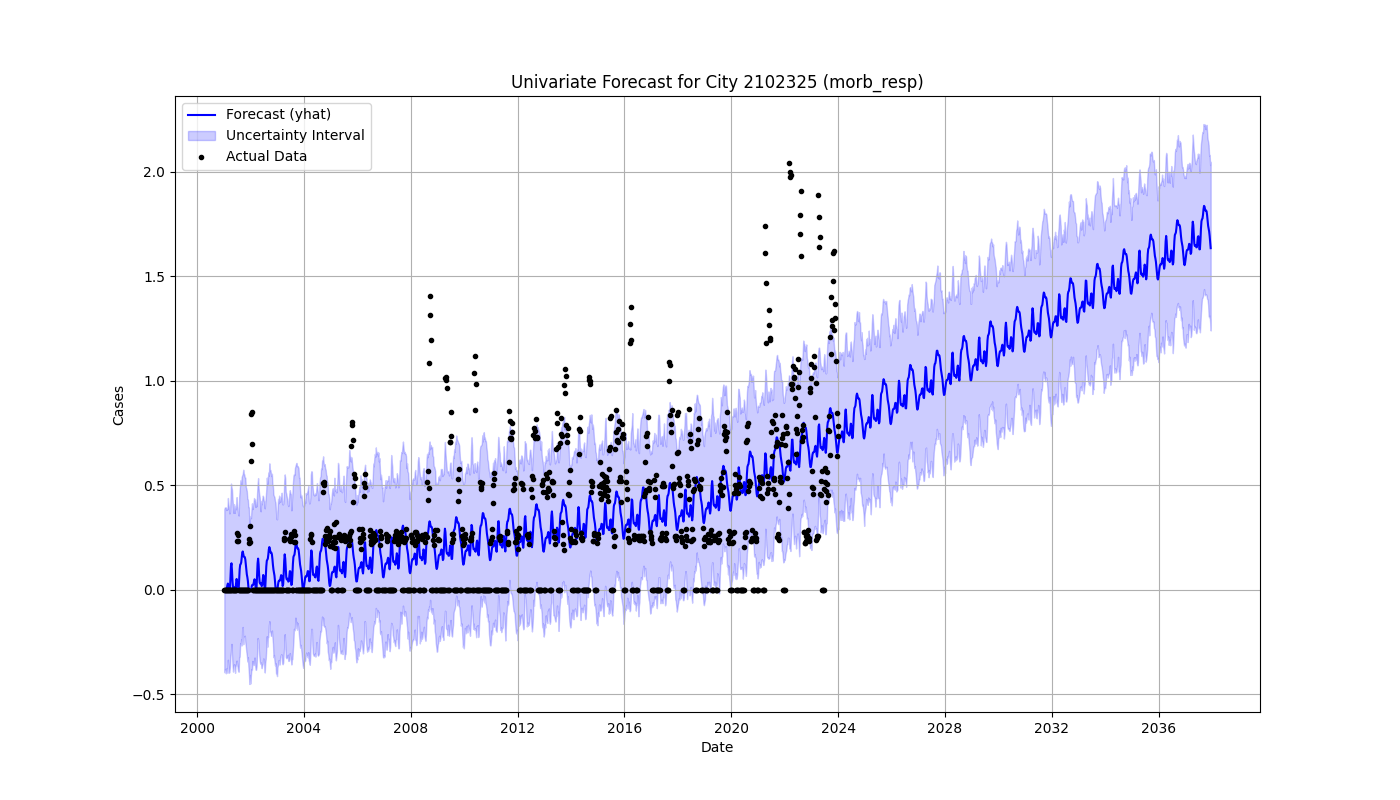 Univariate Forecast for City 2102325 (morb_resp)
Forecast (yhat)
Uncertainty Interval
Actual Data
Cases
2.0
1.5
1.0
0.5
0.0
−0.5
2000 2004 2008 2012 2016 2020 2024 2028 2032 2036
Date